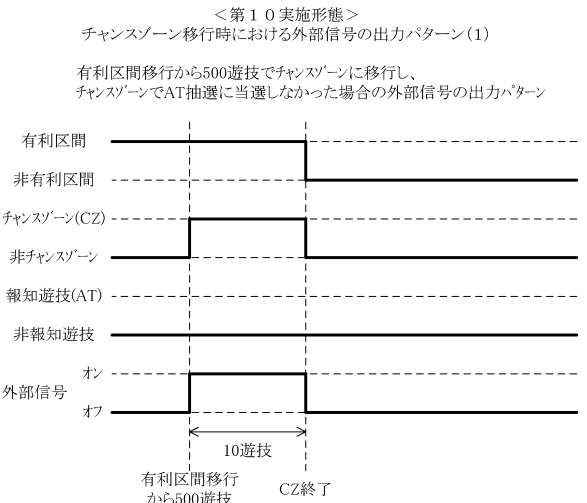 ＜第１０実施形態＞
チャンスゾーン移行時における外部信号の出力パターン（１）
有利区間移行から500遊技でチャンスゾーンに移行し、
チャンスゾーンでAT抽選に当選しなかった場合の外部信号の出力パターン
有利区間
非有利区間
チャンスゾーン(CZ)
非チャンスゾーン
報知遊技(AT)
非報知遊技
オン
外部信号
オフ
10遊技
有利区間移行
から500遊技
CZ終了